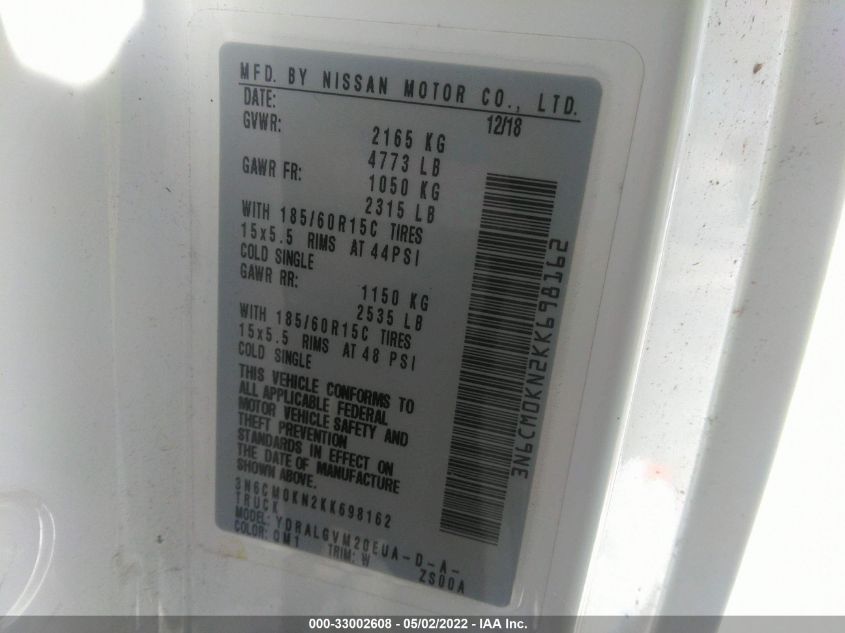 MFD. BY NISSAN MOTOR CO., LTD.
DATE: 12/18
GVWR: 2165 KG
4773 LB
GAWR FR: 1050 KG
2315 LB
WITH 185/60R15C TIRES
15x5.5 RIMS AT 44PSI
COLD SINGLE
GAWR RR: 1150 KG
2535 LB
WITH 185/60R15C TIRES
15x5.5 RIMS AT 48 PSI
COLD SINGLE
THIS VEHICLE CONFORMS TO
ALL APPLICABLE FEDERAL
MOTOR VEHICLE SAFETY AND
THEFT PREVENTION
STANDARDS IN EFFECT ON
THE DATE OF MANUFACTURE
SHOWN ABOVE.
3N6CM0KN2KK698162
TRUCK
MODEL: YDRALGVM20EUA-D-A-
COLOR: QM1 TRIM: W ZS00A
3N6CM0KN2KK698162
000-33002608 - 05/02/2022 - IAA Inc.